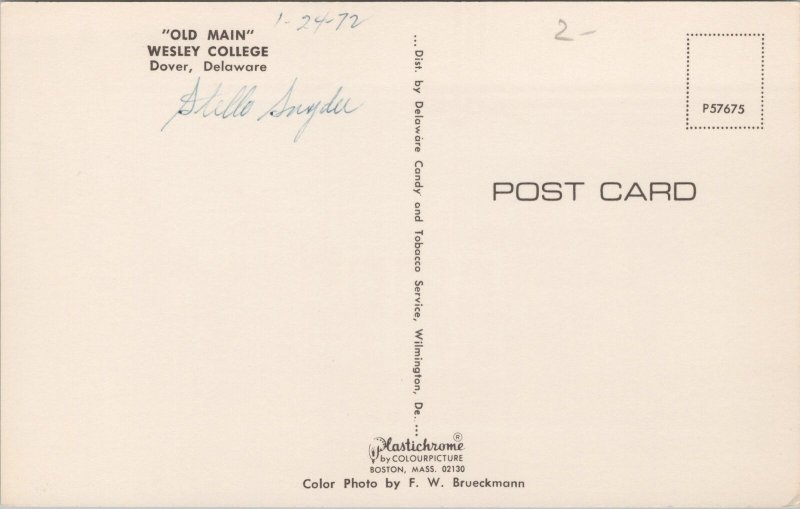 1-24-72
2-
"OLD MAIN"
WESLEY COLLEGE
Dover, Delaware
Stella Snyder
... Dist. by Delaware Candy and Tobacco Service, Wilmington, De. ...
P57675
POST CARD
Plastichrome®
by COLOURPICTURE
BOSTON, MASS. 02130
Color Photo by F. W. Brueckmann